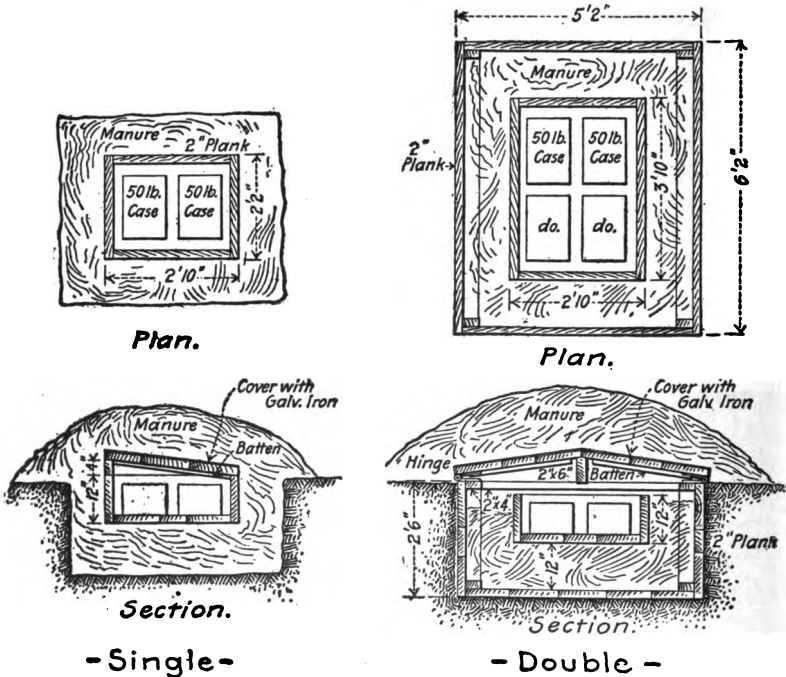 Manure
2" Plank
50 lb.
Case
50 lb.
Case
2'2"
2'10"
Plan.
5'2"
Manure
2"
Plank
50 lb.
Case
50 lb.
Case
do.
do.
3'10"
6'2"
2'10"
Plan.
Cover with
Galv. Iron
Manure
Batten
12"
4"
Section.
- Single -
Cover with
Galv. Iron
Manure
Hinge
2"x6"
Batten
2"x4"
12"
2'6"
12"
2" Plank
Section.
- Double -